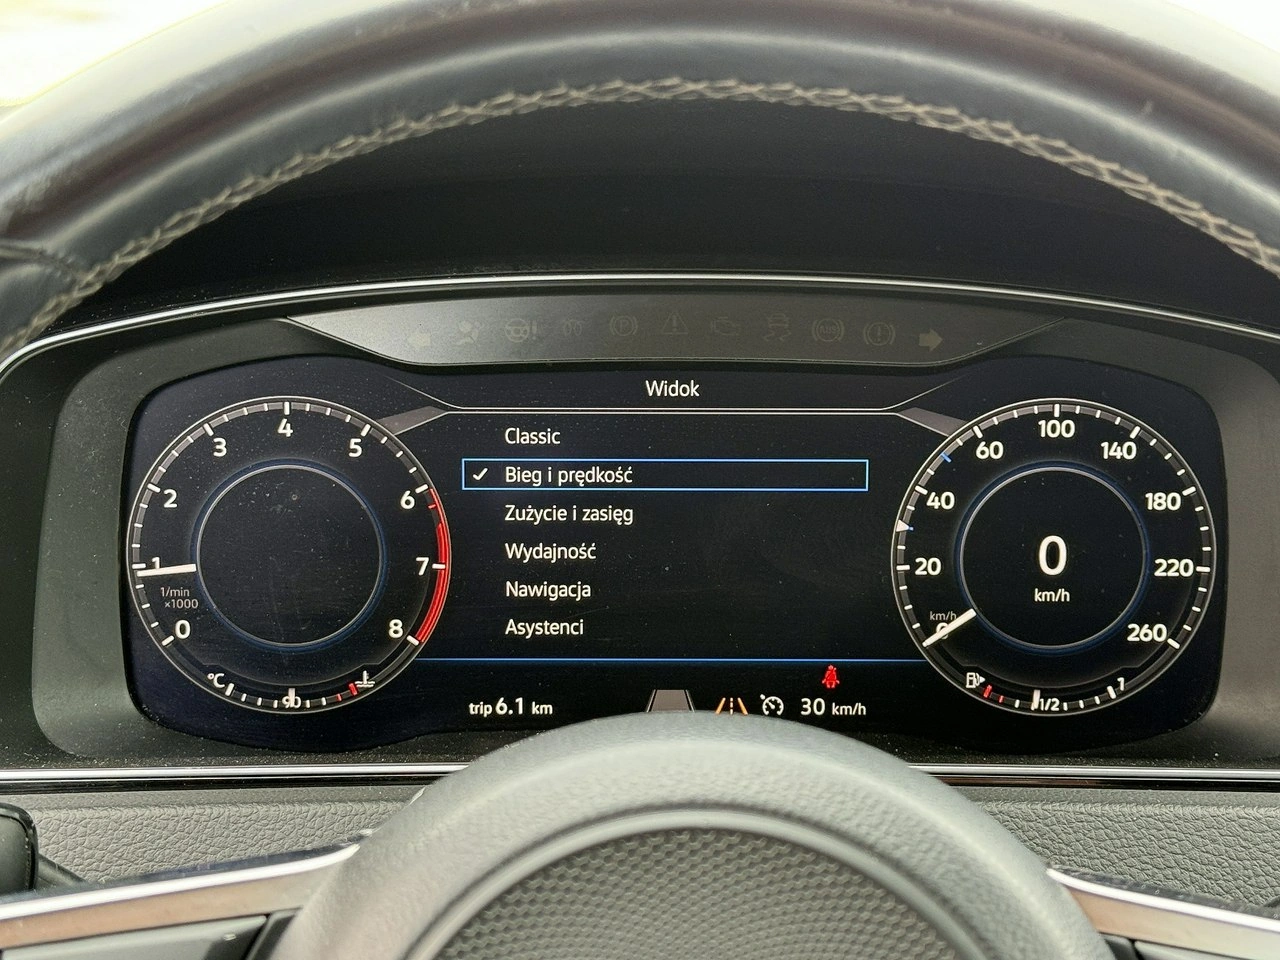 Widok
Classic
✓ Bieg i prędkość
Zużycie i zasięg
Wydajność
Nawigacja
Asystenci
0
1
2
3
4
5
6
7
8
1/min
×1000
°C
90
0
20
40
60
100
140
180
220
260
km/h
0
km/h
1/2
trip 6.1 km
30 km/h